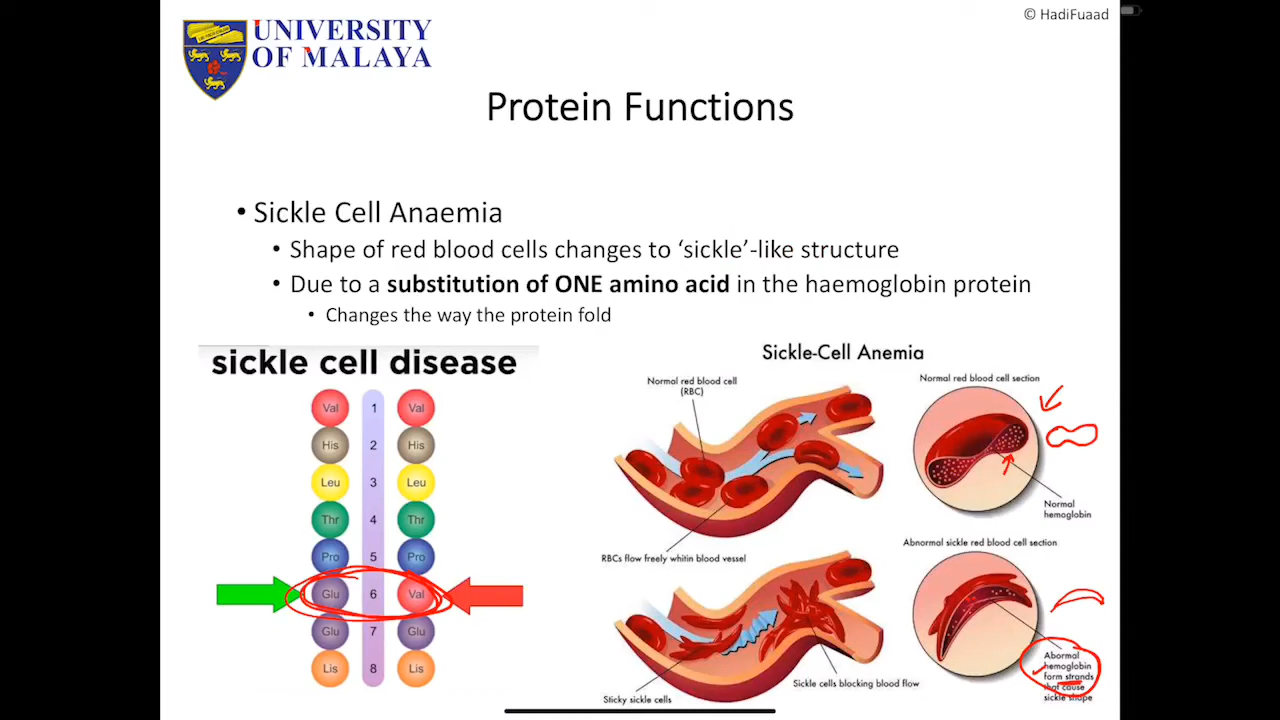 © HadiFuaad
UNIVERSITY
OF MALAYA
Protein Functions
• Sickle Cell Anaemia
• Shape of red blood cells changes to ‘sickle’-like structure
• Due to a substitution of ONE amino acid in the haemoglobin protein
• Changes the way the protein fold
sickle cell disease
Val 1 Val
His 2 His
Leu 3 Leu
Thr 4 Thr
Pro 5 Pro
Glu 6 Val
Glu 7 Glu
Lis 8 Lis
Sickle-Cell Anemia
Normal red blood cell
(RBC)
RBCs flow freely whitin blood vessel
Normal red blood cell section
Normal
hemoglobin
Sticky sickle cells
Sickle cells blocking blood flow
Abnormal sickle red blood cell section
Abormal
hemoglobin
form strands
that cause
sickle shape